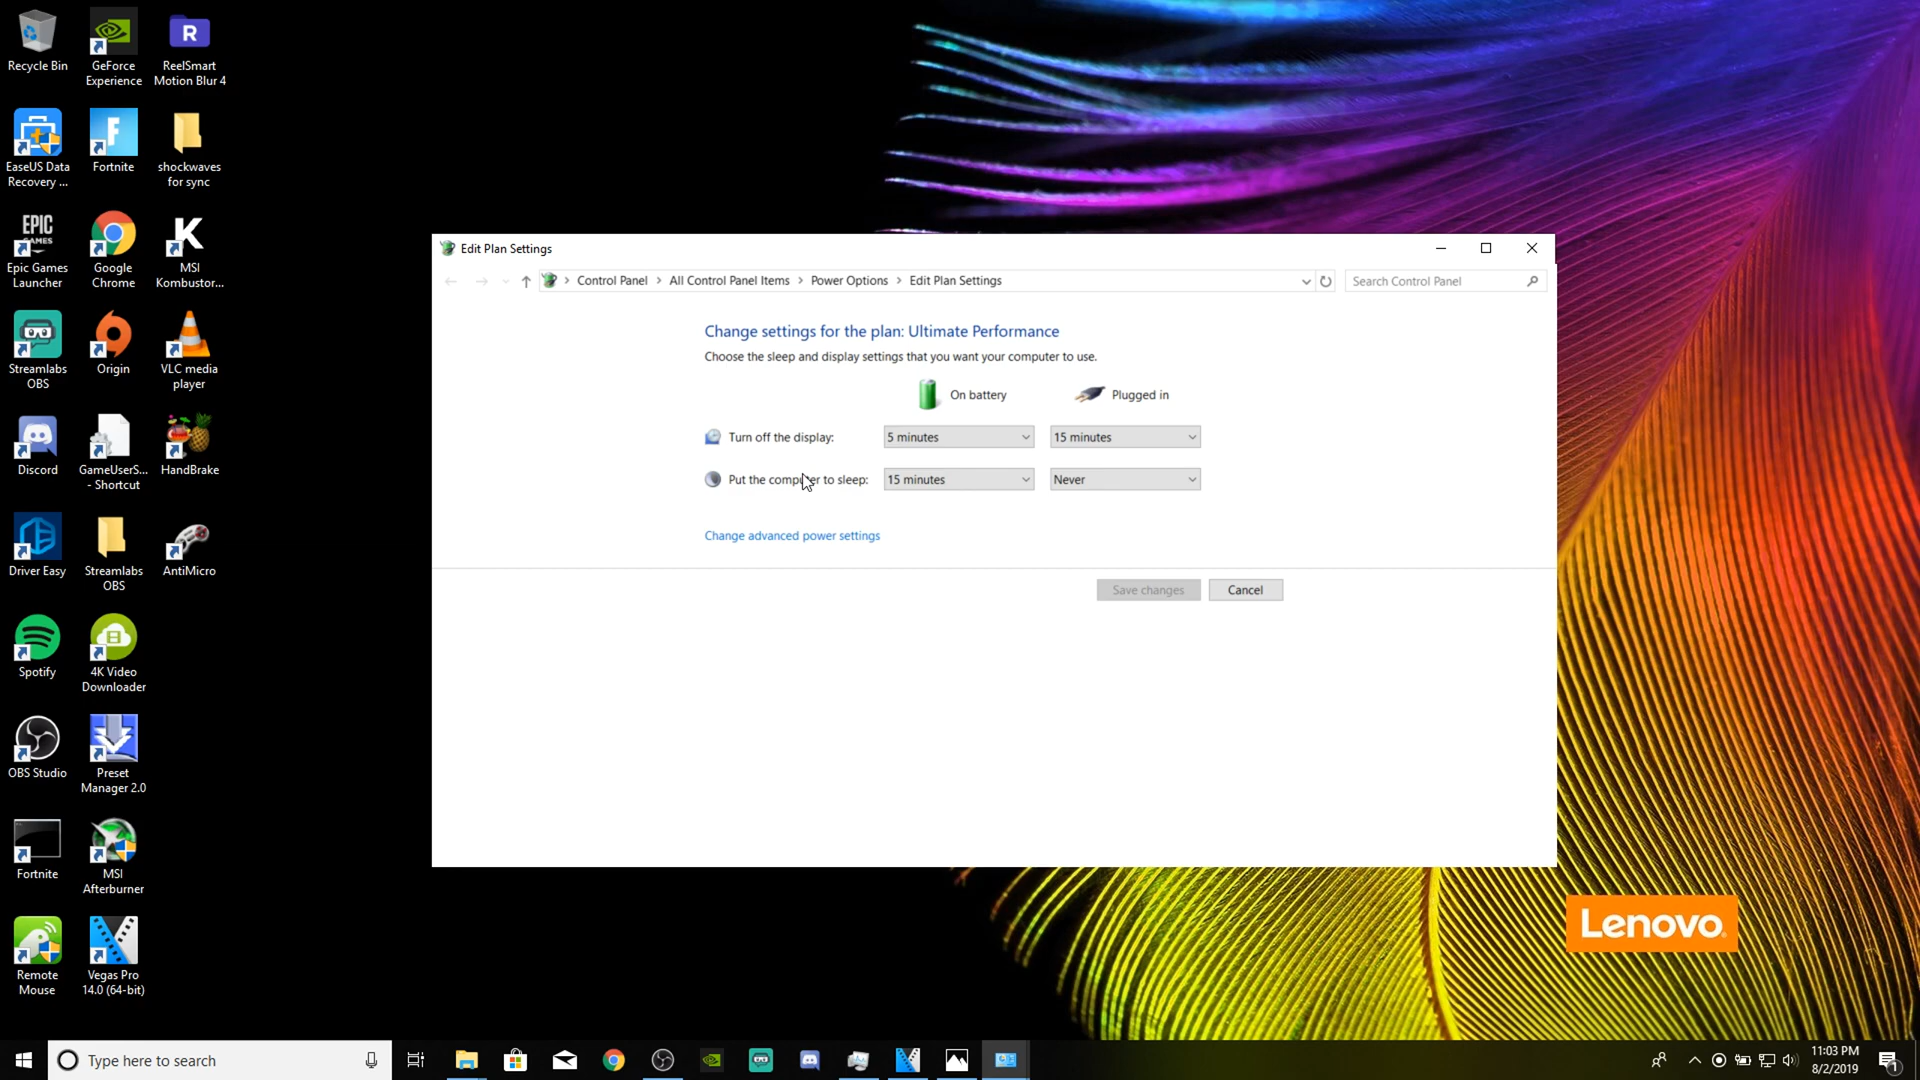 Recycle Bin
GeForce
Experience
ReelSmart
Motion Blur 4
EaseUS Data
Recovery ...
Fortnite
shockwaves
for sync
EPIC
GAMES
Epic Games
Launcher
Google
Chrome
MSI
Kombustor...
Streamlabs
OBS
Origin
VLC media
player
Discord
GameUserS...
- Shortcut
HandBrake
Driver Easy
Streamlabs
OBS
AntiMicro
Spotify
4K Video
Downloader
OBS Studio
Preset
Manager 2.0
Fortnite
MSI
Afterburner
Remote
Mouse
Vegas Pro
14.0 (64-bit)
Edit Plan Settings
Control Panel > All Control Panel Items > Power Options > Edit Plan Settings
Search Control Panel
Change settings for the plan: Ultimate Performance
Choose the sleep and display settings that you want your computer to use.
On battery Plugged in
Turn off the display: 5 minutes 15 minutes
Put the computer to sleep: 15 minutes Never
Change advanced power settings
Save changes Cancel
Lenovo
Type here to search
11:03 PM
8/2/2019
1